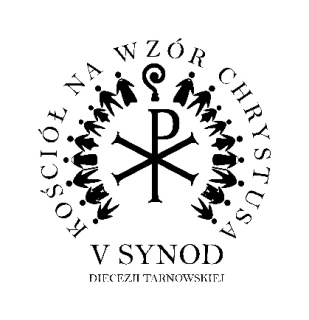 KOŚCIÓŁ NA WZÓR CHRYSTUSA
V SYNOD
DIECEZJI TARNOWSKIEJ